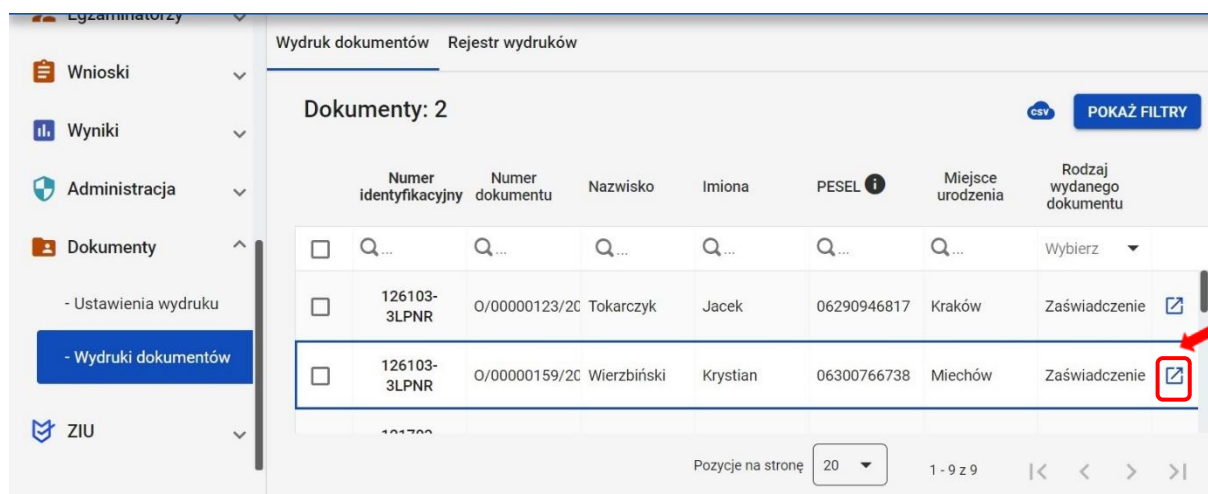 Egzaminatorzy
Wnioski
Wyniki
Administracja
Dokumenty
- Ustawienia wydruku
- Wydruki dokumentów
ZIU
Wydruk dokumentów Rejestr wydruków
Dokumenty: 2
CSV POKAŻ FILTRY
Numer identyfikacyjny Numer dokumentu Nazwisko Imiona PESEL Miejsce urodzenia Rodzaj wydanego dokumentu
... ... ... ... ... ... Wybierz
126103-3LPNR O/00000123/20 Tokarczyk Jacek 06290946817 Kraków Zaświadczenie
126103-3LPNR O/00000159/20 Wierzbiński Krystian 06300766738 Miechów Zaświadczenie
Pozycje na stronę 20 1 - 9 z 9